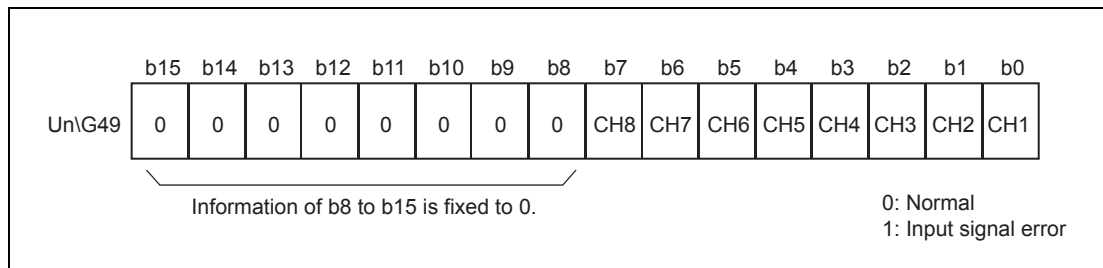 b15 b14 b13 b12 b11 b10 b9 b8 b7 b6 b5 b4 b3 b2 b1 b0
Un\G49 0 0 0 0 0 0 0 0 CH8 CH7 CH6 CH5 CH4 CH3 CH2 CH1
Information of b8 to b15 is fixed to 0.
0: Normal
1: Input signal error